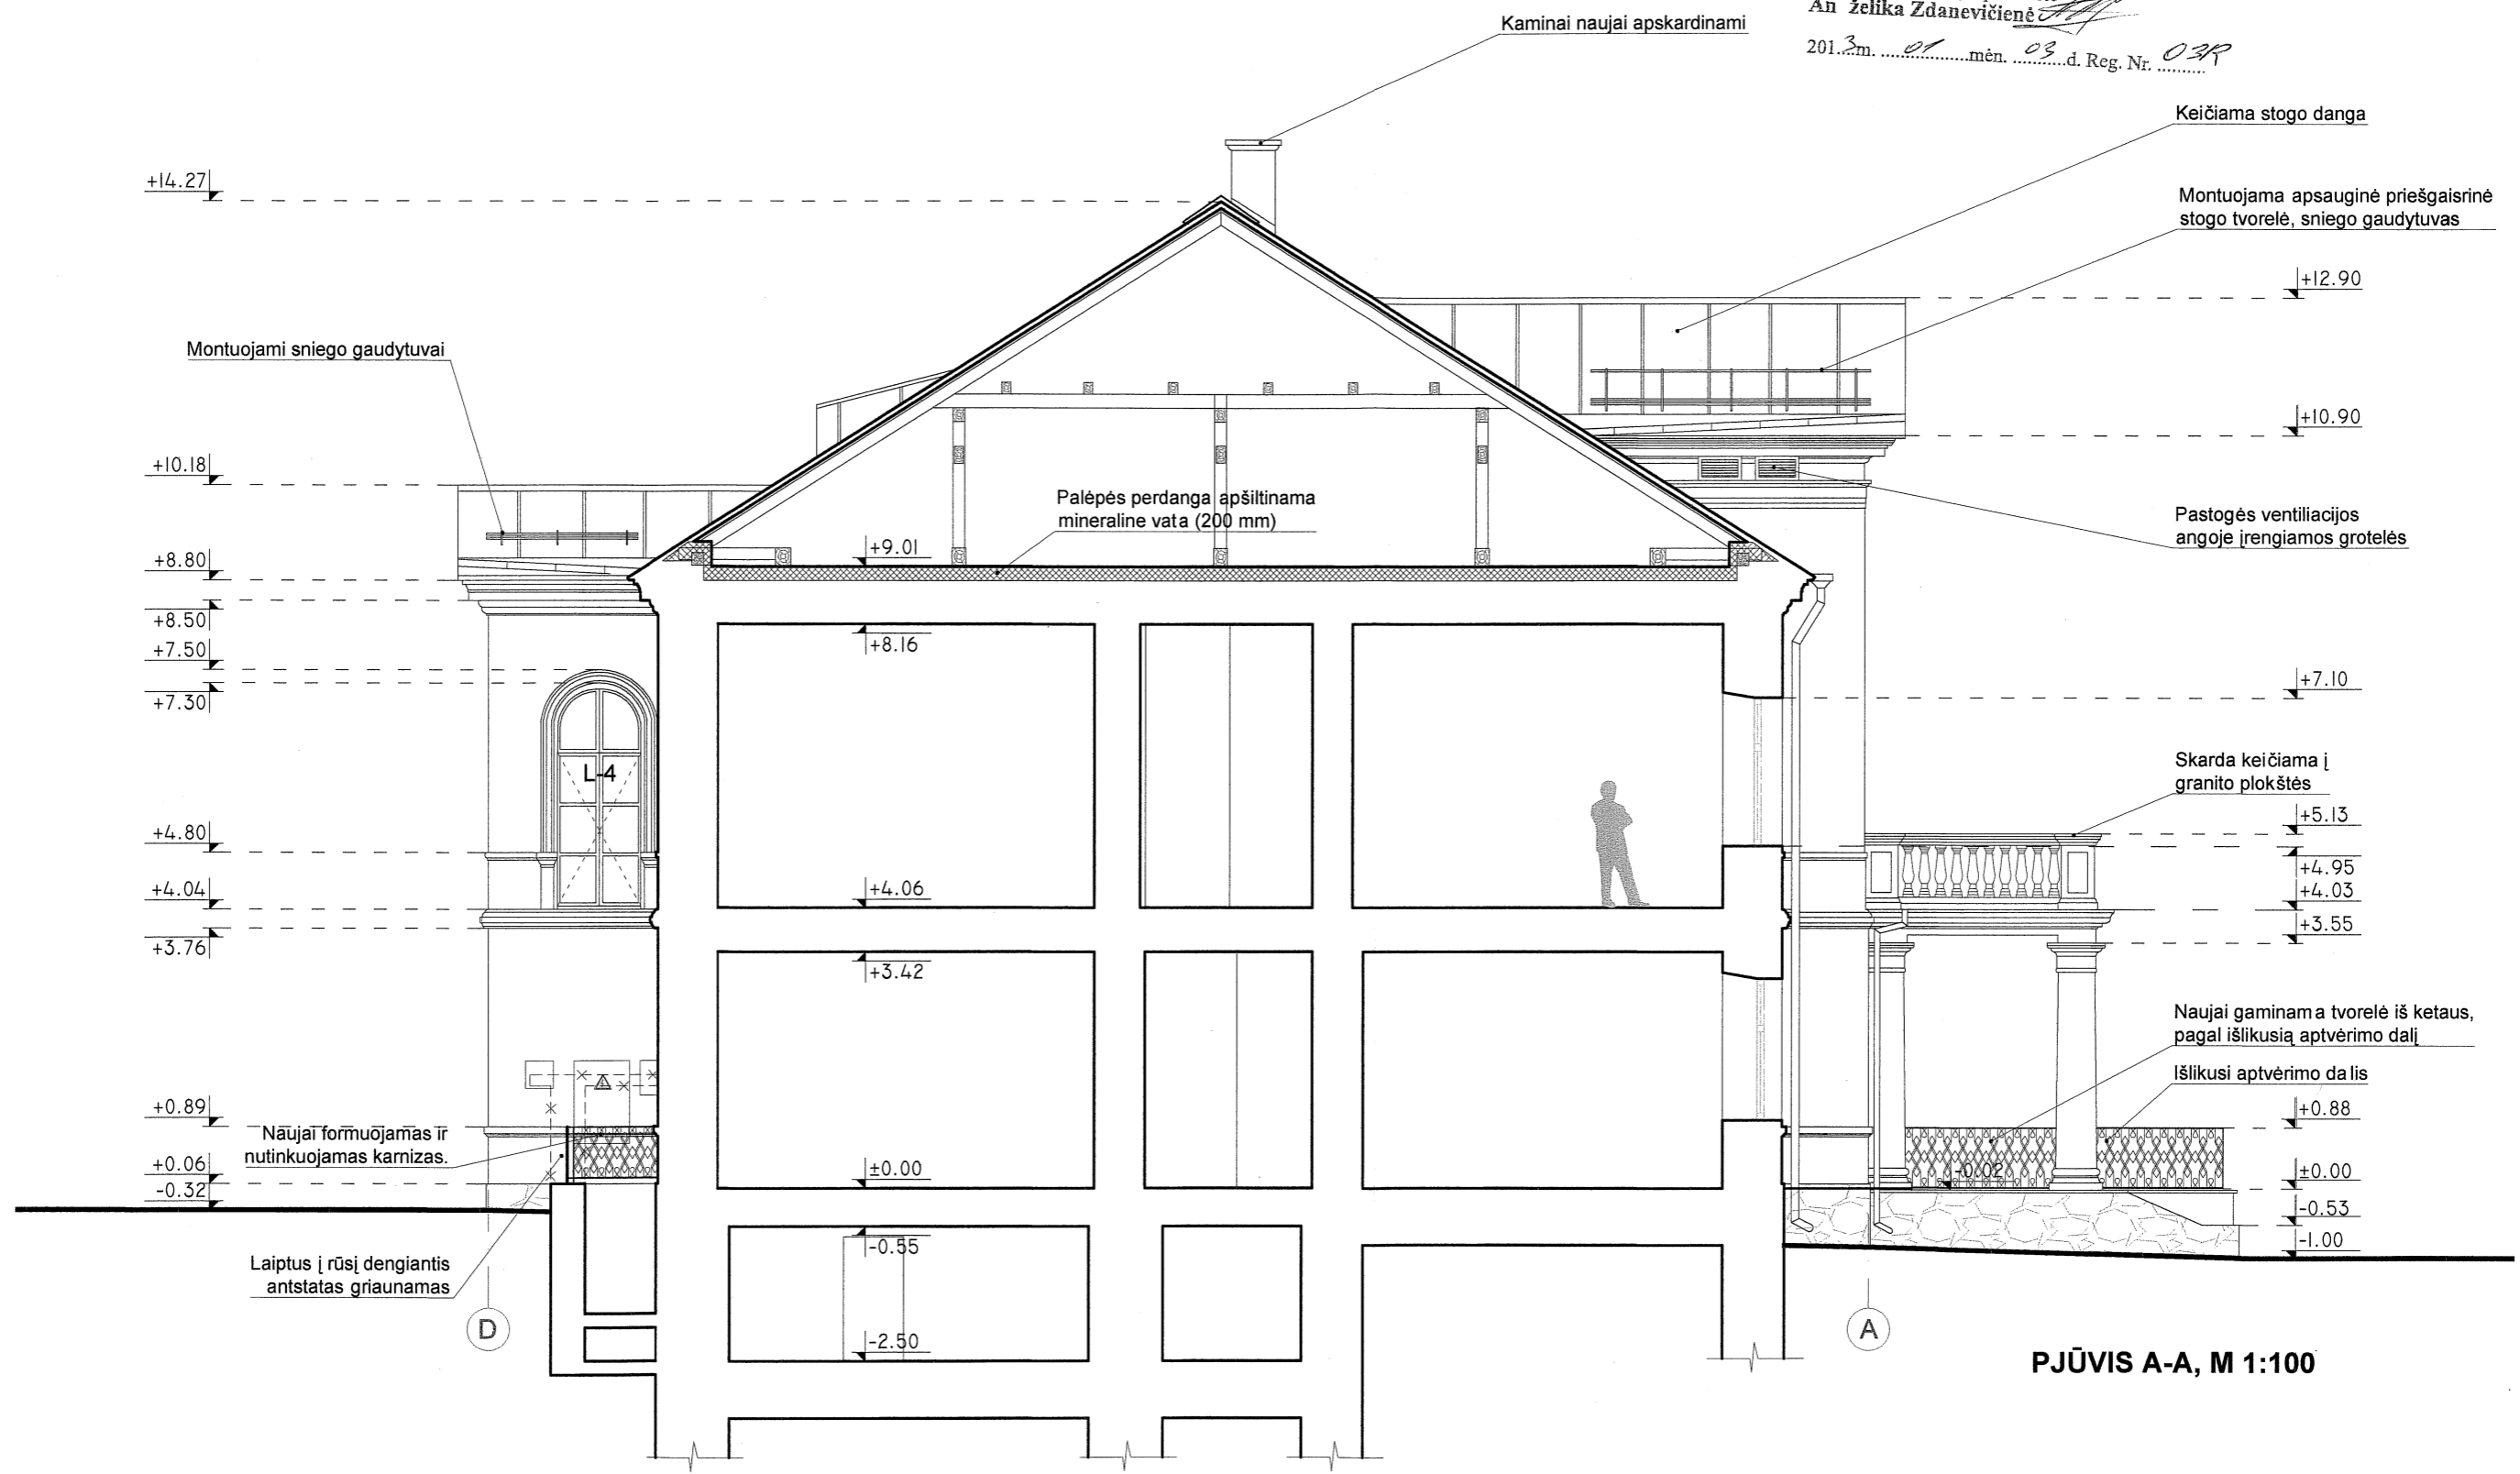 An želika Zdanevičienė
2013m. 01 mėn. 03 d. Reg. Nr. 03R
Kaminai naujai apskardinami
Keičiama stogo danga
+14.27
Montuojama apsauginė priešgaisrinė
stogo tvorelė, sniego gaudytuvas
+12.90
Montuojami sniego gaudytuvai
+10.90
+10.18
Palėpės perdanga apšiltinama
mineraline vata (200 mm)
Pastogės ventiliacijos
angoje įrengiamos grotelės
+9.01
+8.80
+8.50
+8.16
+7.50
+7.30
+7.10
L-4
Skarda keičiama į
granito plokštės
+5.13
+4.80
+4.95
+4.06
+4.04
+4.03
+3.55
+3.76
+3.42
Naujai gaminama tvorelė iš ketaus,
pagal išlikusią aptvėrimo dalį
Išlikusi aptvėrimo dalis
+0.89
+0.88
Naujai formuojamas ir
nutinkuojamas karnizas.
+0.06
±0.00
-0.02
±0.00
-0.32
-0.53
-0.55
-1.00
Laiptus į rūsį dengiantis
antstatas griaunamas
D
-2.50
A
PJŪVIS A-A, M 1:100